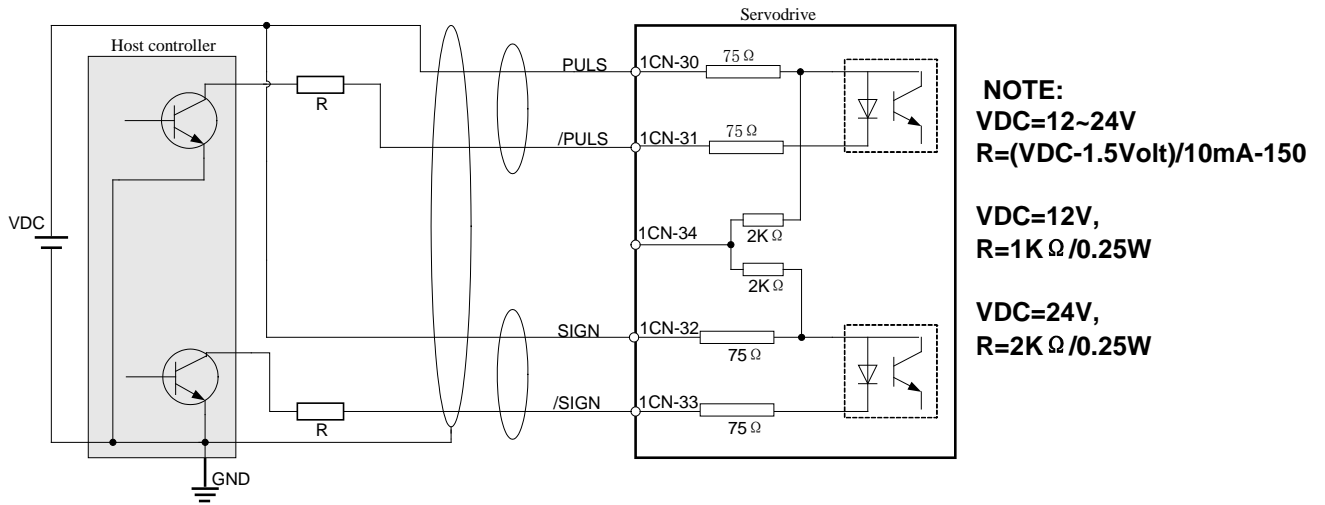 Servodrive
Host controller
PULS
1CN-30
75Ω
R
/PULS
1CN-31
75Ω
VDC
1CN-34
2KΩ
2KΩ
SIGN
1CN-32
75Ω
/SIGN
1CN-33
75Ω
R
GND
NOTE:
VDC=12~24V
R=(VDC-1.5Volt)/10mA-150
VDC=12V,
R=1KΩ/0.25W
VDC=24V,
R=2KΩ/0.25W